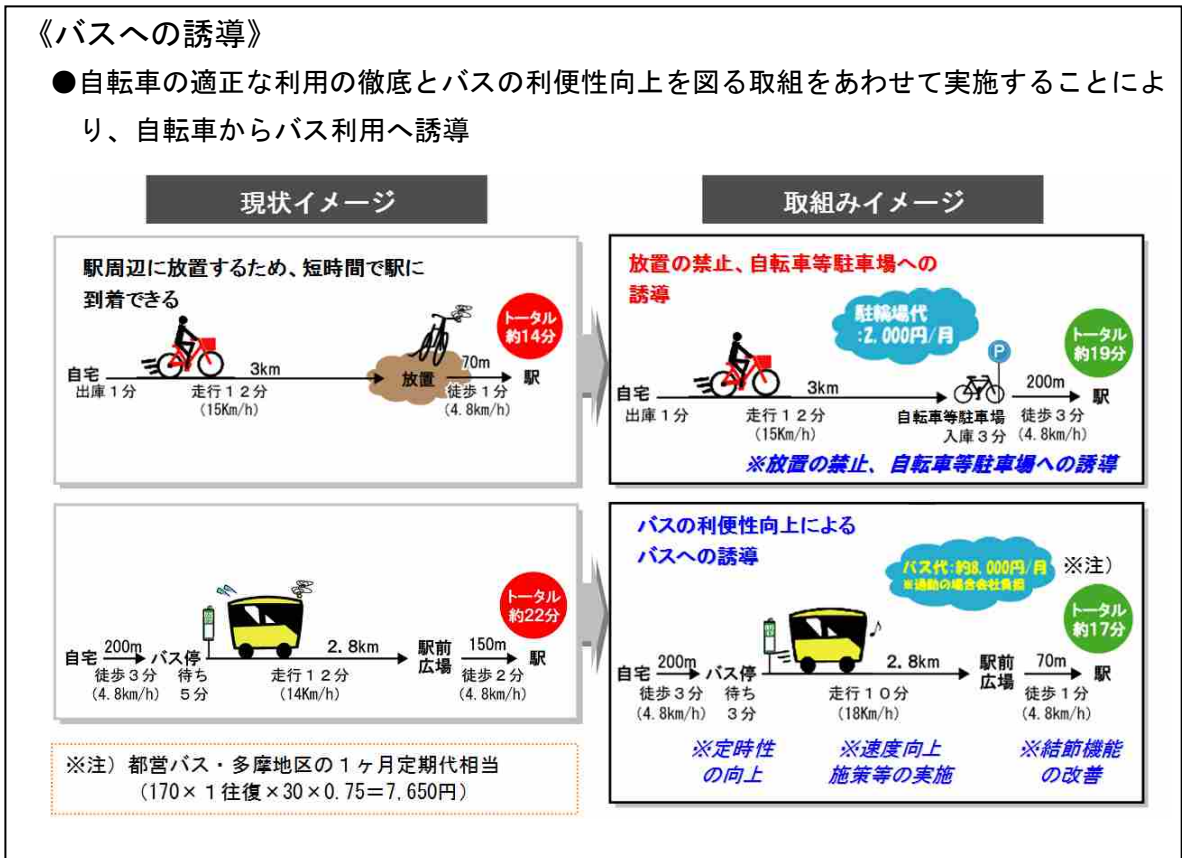 《バスへの誘導》
●自転車の適正な利用の徹底とバスの利便性向上を図る取組をあわせて実施することによ
り、自転車からバス利用へ誘導
現状イメージ
駅周辺に放置するため、短時間で駅に
到着できる
トータル
約14分
自宅
出庫1分
3km
走行12分
(15Km/h)
放置
70m
徒歩1分
(4.8km/h)
駅
トータル
約22分
自宅
200m
徒歩3分
(4.8km/h)
バス停
待ち
5分
2.8km
走行12分
(14Km/h)
駅前
広場
150m
徒歩2分
(4.8km/h)
駅
※注）都営バス・多摩地区の1ヶ月定期代相当
（170×1往復×30×0.75＝7,650円）
取組みイメージ
放置の禁止、自転車等駐車場への
誘導
駐輪場代
:2,000円/月
トータル
約19分
自宅
出庫1分
3km
走行12分
(15Km/h)
P
自転車等駐車場
入庫3分
200m
徒歩3分
(4.8km/h)
駅
※放置の禁止、自転車等駐車場への誘導
バスの利便性向上による
バスへの誘導
バス代:約8,000円/月
※通勤の場合会社負担
※注）
トータル
約17分
自宅
200m
徒歩3分
(4.8km/h)
バス停
待ち
3分
2.8km
走行10分
(18Km/h)
駅前
広場
70m
徒歩1分
(4.8km/h)
駅
※定時性
の向上
※速度向上
施策等の実施
※結節機能
の改善